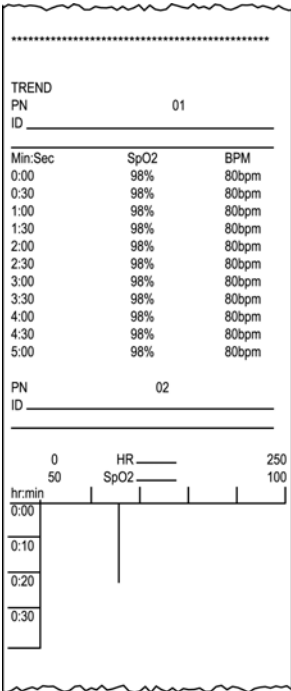 **********************************************
TREND
PN 01
ID
Min:Sec SpO2 BPM
0:00 98% 80bpm
0:30 98% 80bpm
1:00 98% 80bpm
1:30 98% 80bpm
2:00 98% 80bpm
2:30 98% 80bpm
3:00 98% 80bpm
3:30 98% 80bpm
4:00 98% 80bpm
4:30 98% 80bpm
5:00 98% 80bpm
PN 02
ID
0 HR 250
50 SpO2 100
hr:min
0:00
0:10
0:20
0:30